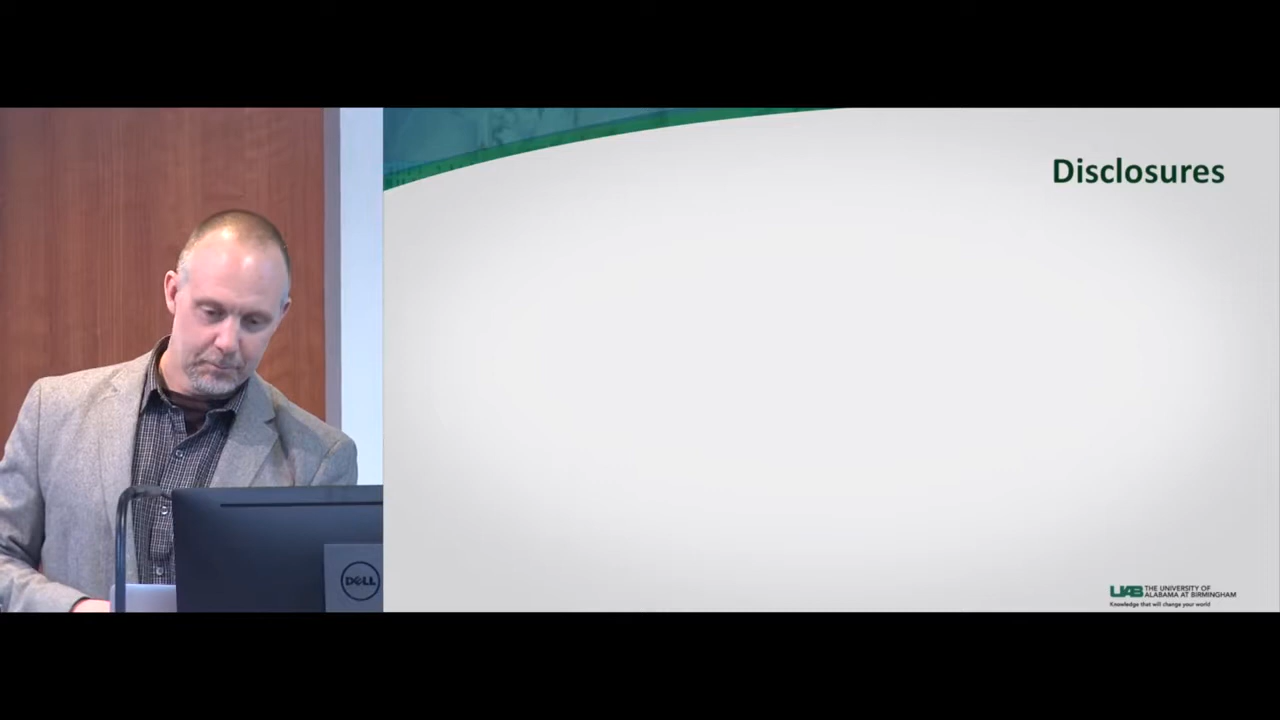 Disclosures
UAB THE UNIVERSITY OF
ALABAMA AT BIRMINGHAM
Knowledge that will change your world
DELL